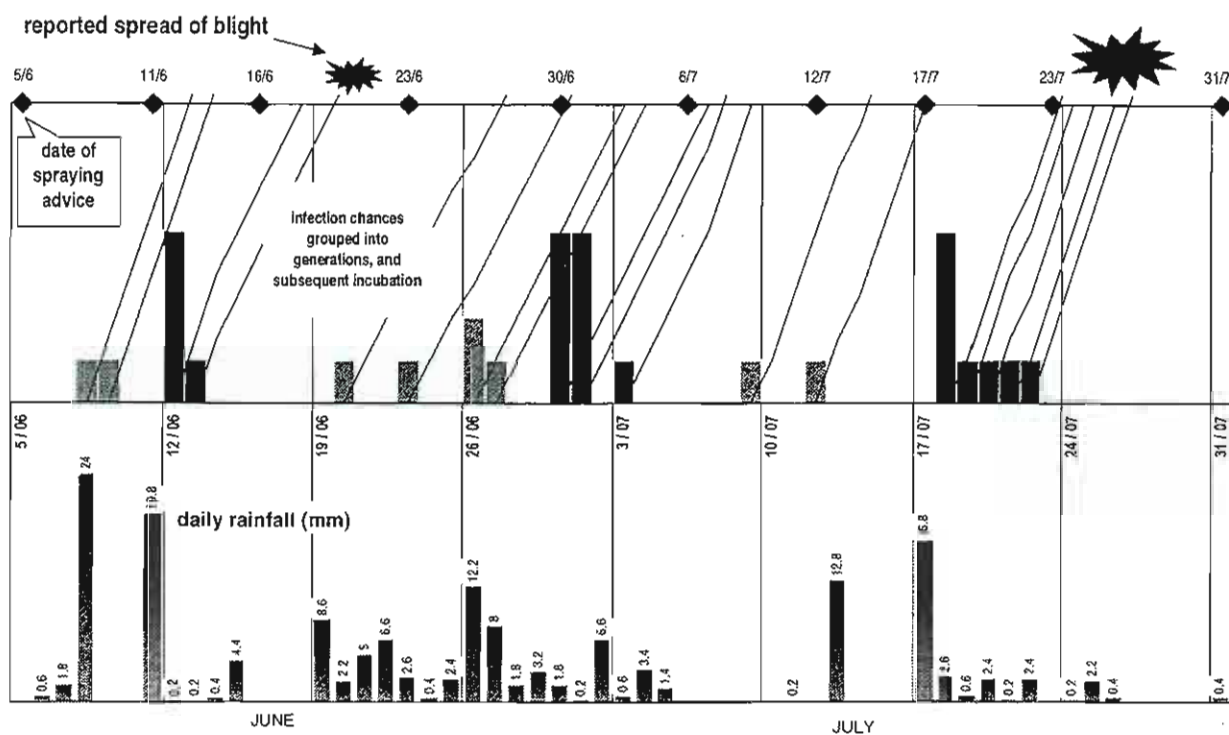 reported spread of blight
5/6 11/6 16/6 23/6 30/6 6/7 12/7 17/7 23/7 31/7
date of
spraying
advice
infection chances
grouped into
generations, and
subsequent incubation
5 / 06 12 / 06 19 / 06 26 / 06 3 / 07 10 / 07 17 / 07 24 / 07 31 / 07
daily rainfall (mm)
0.6 1.8 24 19.8 0.2 0.2 0.4 4.4 8.6 2.2 5 6.6 2.6 0.4 2.4 12.2 8 1.8 3.2 1.8 0.2 6.6 0.6 3.4 1.4 0.2 12.8 6.8 1.6 0.6 2.4 0.2 2.4 0.2 2.2 0.4 0.4
JUNE JULY